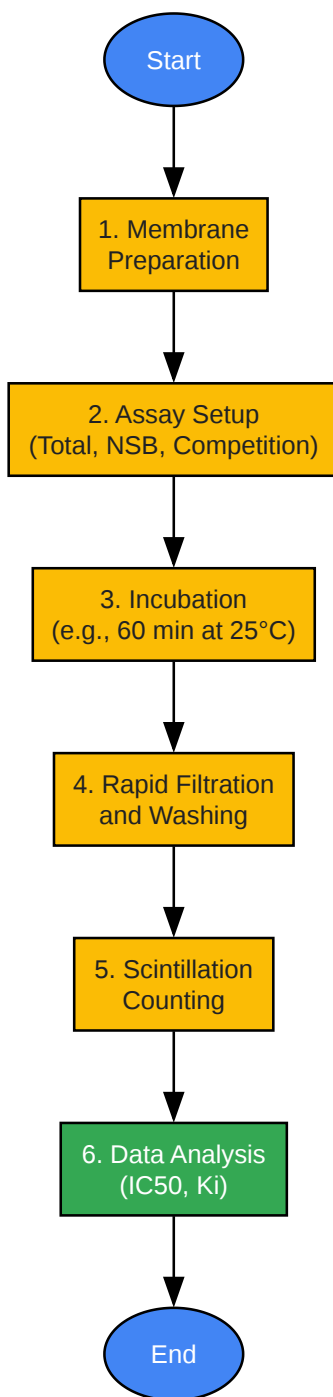 Start
1. Membrane
Preparation
2. Assay Setup
(Total, NSB, Competition)
3. Incubation
(e.g., 60 min at 25°C)
4. Rapid Filtration
and Washing
5. Scintillation
Counting
6. Data Analysis
(IC50, Ki)
End